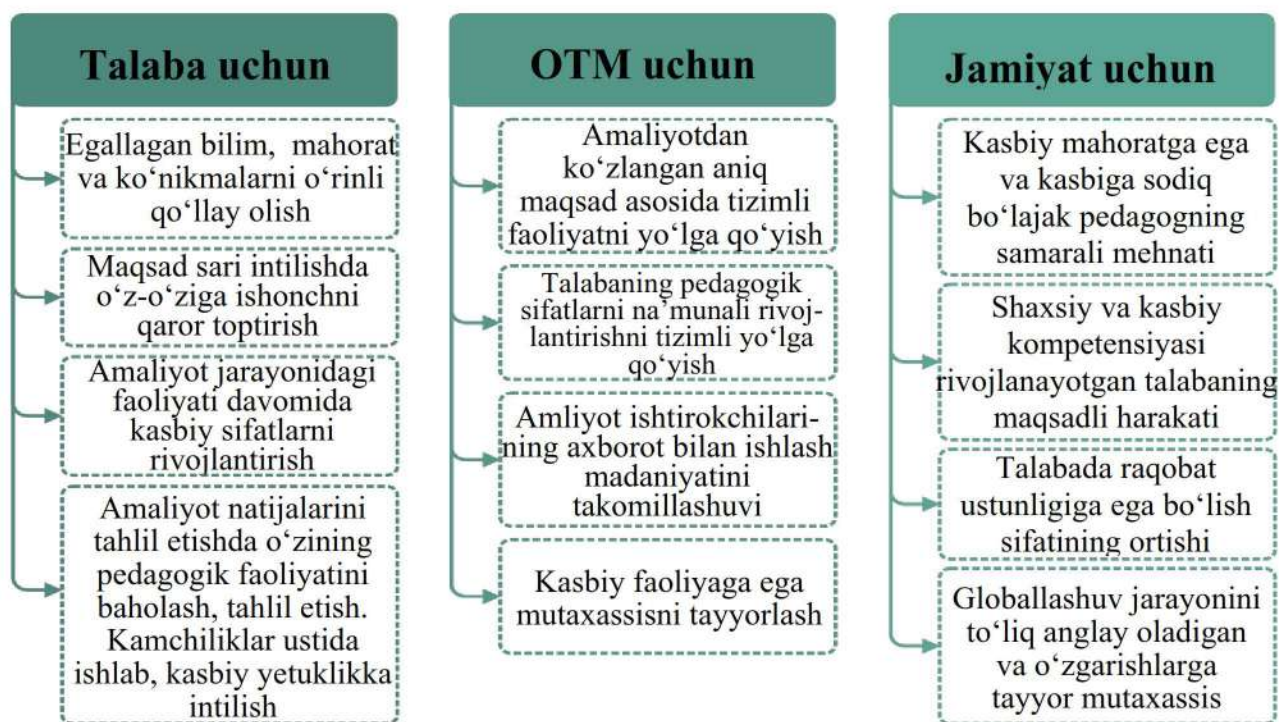 Talaba uchun
Egallagan bilim, mahorat
va ko‘nikmalarni o‘rinli
qo‘llay olish
Maqsad sari intilishda
o‘z-o‘ziga ishonchni
qaror toptirish
Amaliyot jarayonidagi
faoliyati davomida
kasbiy sifatlarni
rivojlantirish
Amaliyot natijalarini
tahlil etishda o‘zining
pedagogik faoliyatini
baholash, tahlil etish.
Kamchiliklar ustida
ishlab, kasbiy yetuklikka
intilish
OTM uchun
Amaliyotdan
ko‘zlangan aniq
maqsad asosida tizimli
faoliyatni yo‘lga qo‘yish
Talabaning pedagogik
sifatlarni na’munali rivoj-
lantirishni tizimli yo‘lga
qo‘yish
Amliyot ishtirokchilari-
ning axborot bilan ishlash
madaniyatini
takomillashuvi
Kasbiy faoliyaga ega
mutaxassisni tayyorlash
Jamiyat uchun
Kasbiy mahoratga ega
va kasbiga sodiq
bo‘lajak pedagogning
samarali mehnati
Shaxsiy va kasbiy
kompetensiyasi
rivojlanayotgan talabaning
maqsadli harakati
Talabada raqobat
ustunligiga ega bo‘lish
sifatining ortishi
Globallashuv jarayonini
to‘liq anglay oladigan
va o‘zgarishlarga
tayyor mutaxassis